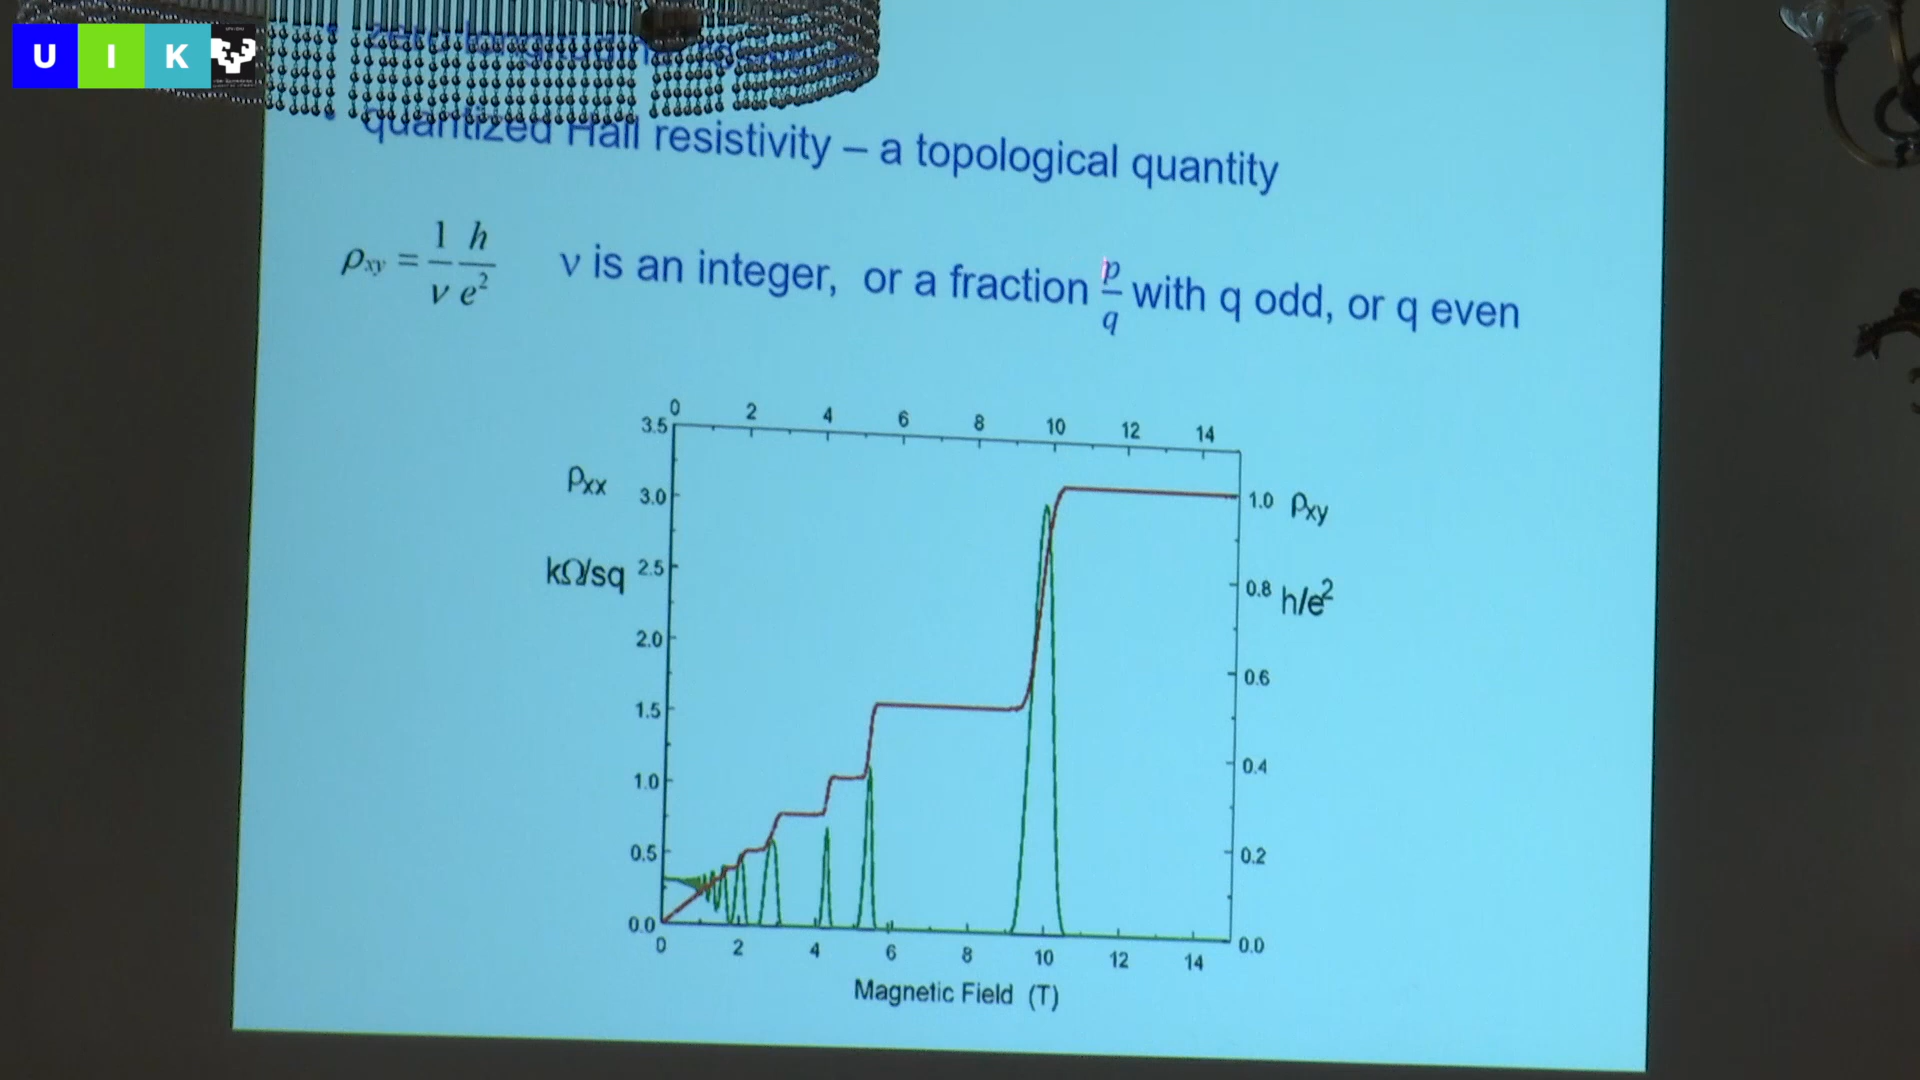 U I K
zero longitudinal
quantized Hall resistivity – a topological quantity
ρxy = 1/ν h/e²
ν is an integer, or a fraction p/q with q odd, or q even
0 2 4 6 8 10 12 14
ρxx
kΩ/sq
3.5
3.0
2.5
2.0
1.5
1.0
0.5
0.0
1.0
0.8
0.6
0.4
0.2
0.0
ρxy
h/e²
0 2 4 6 8 10 12 14
Magnetic Field (T)